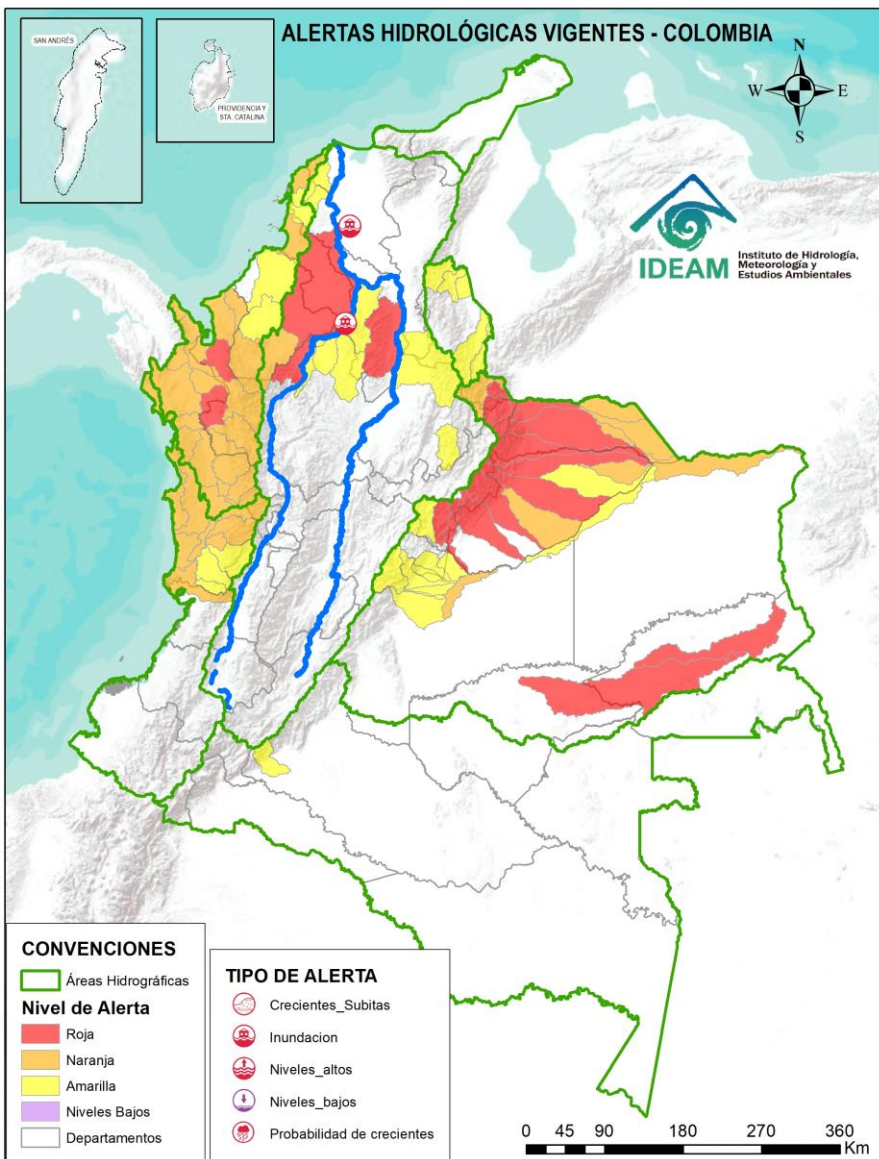 ALERTAS HIDROLÓGICAS VIGENTES - COLOMBIA
SAN ANDRÉS
PROVIDENCIA Y
STA. CATALINA
N
W
E
S
IDEAM
Instituto de Hidrología,
Meteorología y
Estudios Ambientales
CONVENCIONES
Áreas Hidrográficas
Nivel de Alerta
Roja
Naranja
Amarilla
Niveles Bajos
Departamentos
TIPO DE ALERTA
Crecientes_Subitas
Inundacion
Niveles_altos
Niveles_bajos
Probabilidad de crecientes
0 45 90 180 270 360
Km